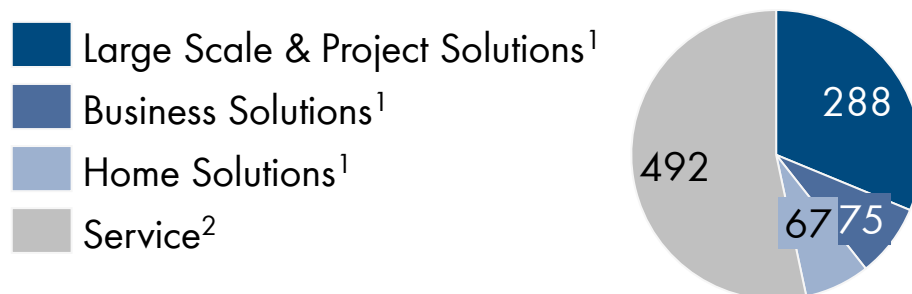 Large Scale & Project Solutions¹
Business Solutions¹
Home Solutions¹
Service²
288
492
67
75